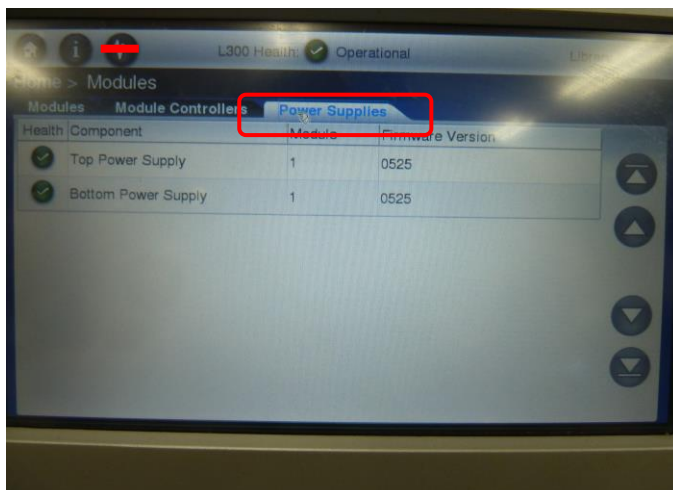 L300 Health: Operational
Home > Modules
Modules Module Controllers Power Supplies
Health Component Module Firmware Version
Top Power Supply 1 0525
Bottom Power Supply 1 0525